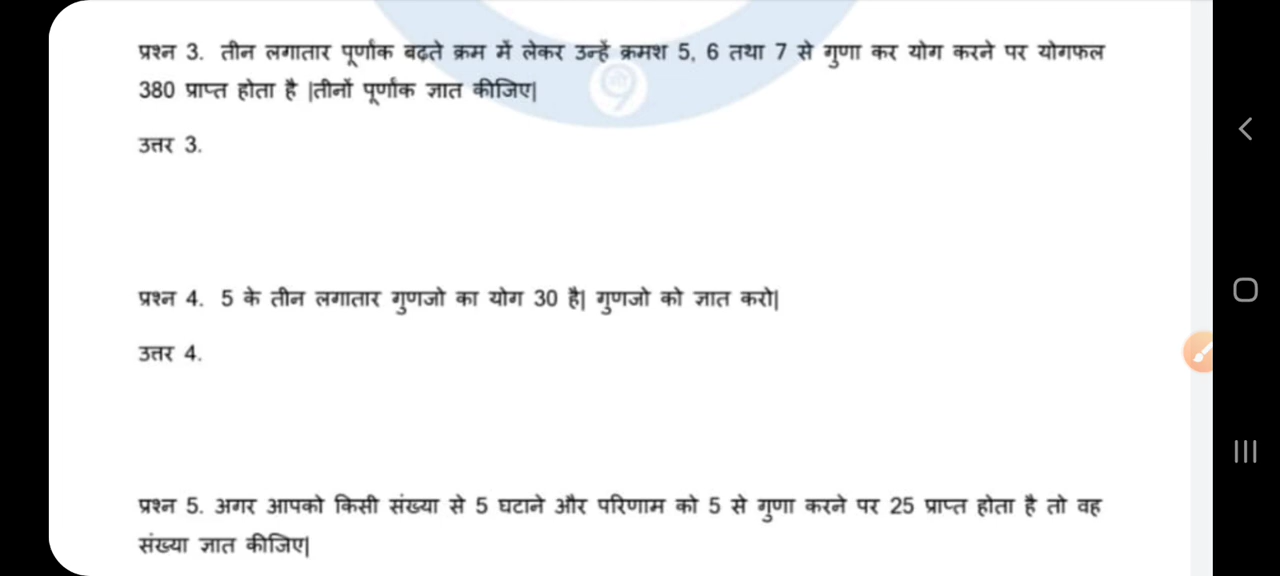 प्रश्न 3. तीन लगातार पूर्णांक बढ़ते क्रम में लेकर उन्हें क्रमश 5, 6 तथा 7 से गुणा कर योग करने पर योगफल
380 प्राप्त होता है |तीनों पूर्णांक ज्ञात कीजिए|
उत्तर 3.
प्रश्न 4. 5 के तीन लगातार गुणजो का योग 30 है| गुणजो को ज्ञात करो|
उत्तर 4.
प्रश्न 5. अगर आपको किसी संख्या से 5 घटाने और परिणाम को 5 से गुणा करने पर 25 प्राप्त होता है तो वह
संख्या ज्ञात कीजिए|